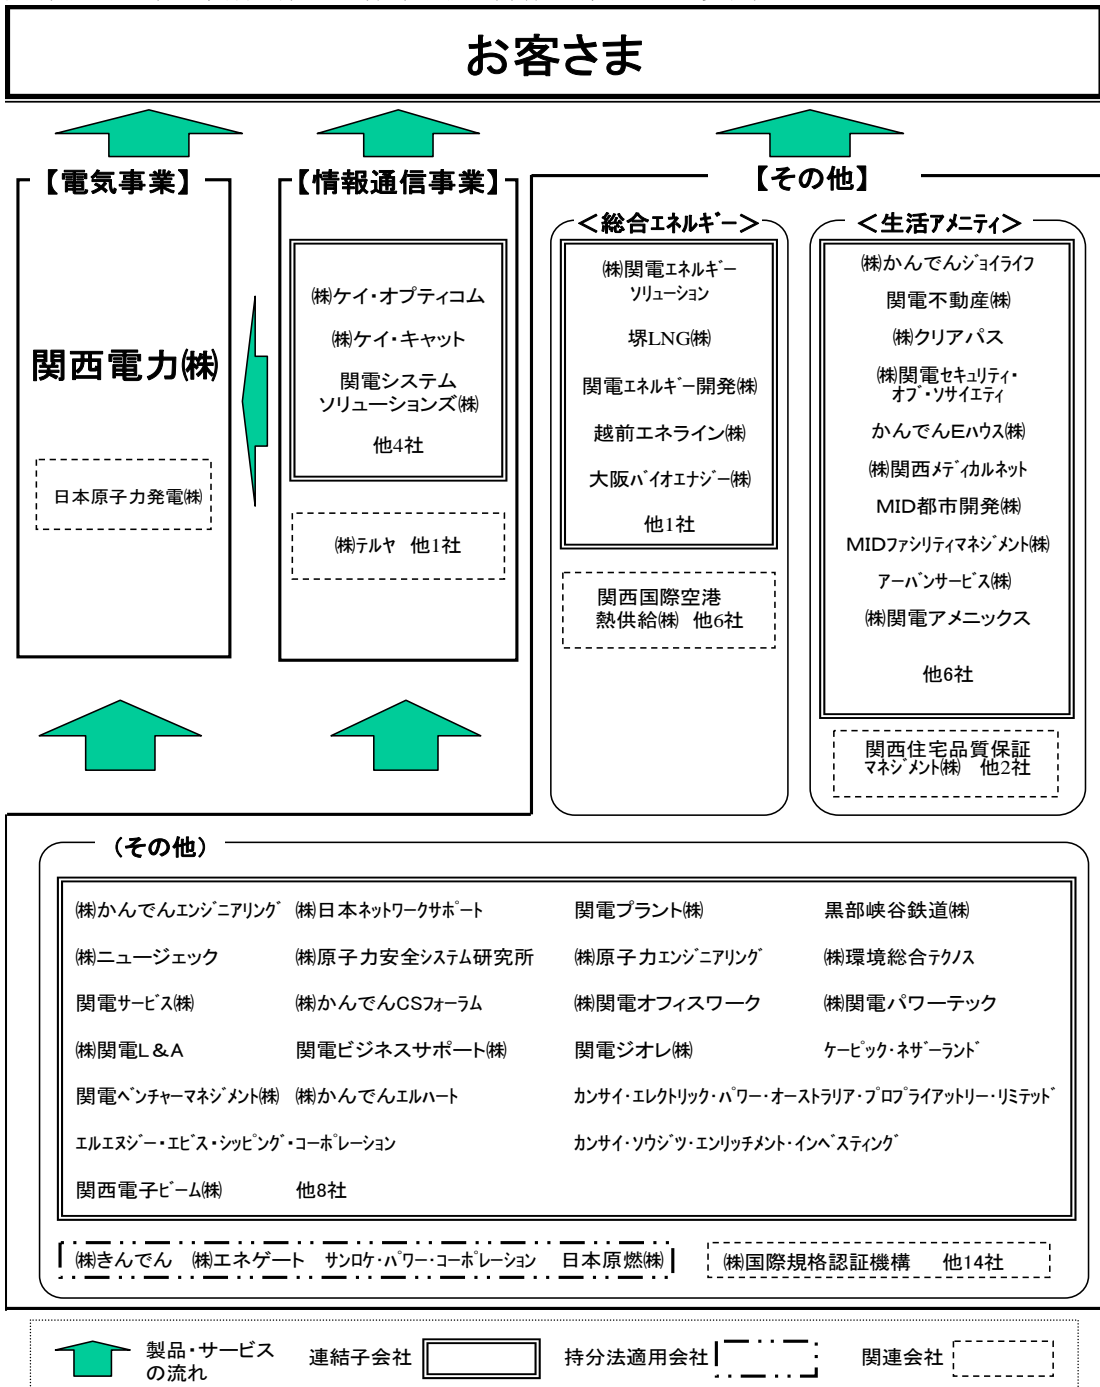 お客さま
【電気事業】
関西電力㈱
日本原子力発電㈱
【情報通信事業】
㈱ケイ・オプティコム
㈱ケイ・キャット
関電システム
ソリューションズ㈱
他4社
㈱テルヤ 他1社
【その他】
＜総合エネルギー＞
㈱関電エネルギー
ソリューション
堺LNG㈱
関電エネルギー開発㈱
越前エネライン㈱
大阪バイオエナジー㈱
他1社
関西国際空港
熱供給㈱ 他6社
＜生活アメニティ＞
㈱かんでんジョイライフ
関電不動産㈱
㈱クリアパス
㈱関電セキュリティ・
オブ・ソサイエティ
かんでんEハウス㈱
㈱関西メディカルネット
MID都市開発㈱
MIDファシリティマネジメント㈱
アーバンサービス㈱
㈱関電アメニックス
他6社
関西住宅品質保証
マネジメント㈱ 他2社
（その他）
㈱かんでんエンジニアリング ㈱日本ネットワークサポート 関電プラント㈱ 黒部峡谷鉄道㈱
㈱ニュージェック ㈱原子力安全システム研究所 ㈱原子力エンジニアリング ㈱環境総合テクノス
関電サービス㈱ ㈱かんでんCSフォーラム ㈱関電オフィスワーク ㈱関電パワーテック
㈱関電L＆A 関電ビジネスサポート㈱ 関電ジオレ㈱ ケーピック・ネザーランド
関電ベンチャーマネジメント㈱ ㈱かんでんエルハート カンサイ・エレクトリック・パワー・オーストラリア・プロプライアットリー・リミテッド
エルエヌジー・エビス・シッピング・コーポレーション カンサイ・ソウジツ・エンリッチメント・インベスティング
関西電子ビーム㈱ 他8社
㈱きんでん ㈱エネゲート サンロケ・パワー・コーポレーション 日本原燃㈱ ㈱国際規格認証機構 他14社
製品・サービス
の流れ
連結子会社
持分法適用会社
関連会社